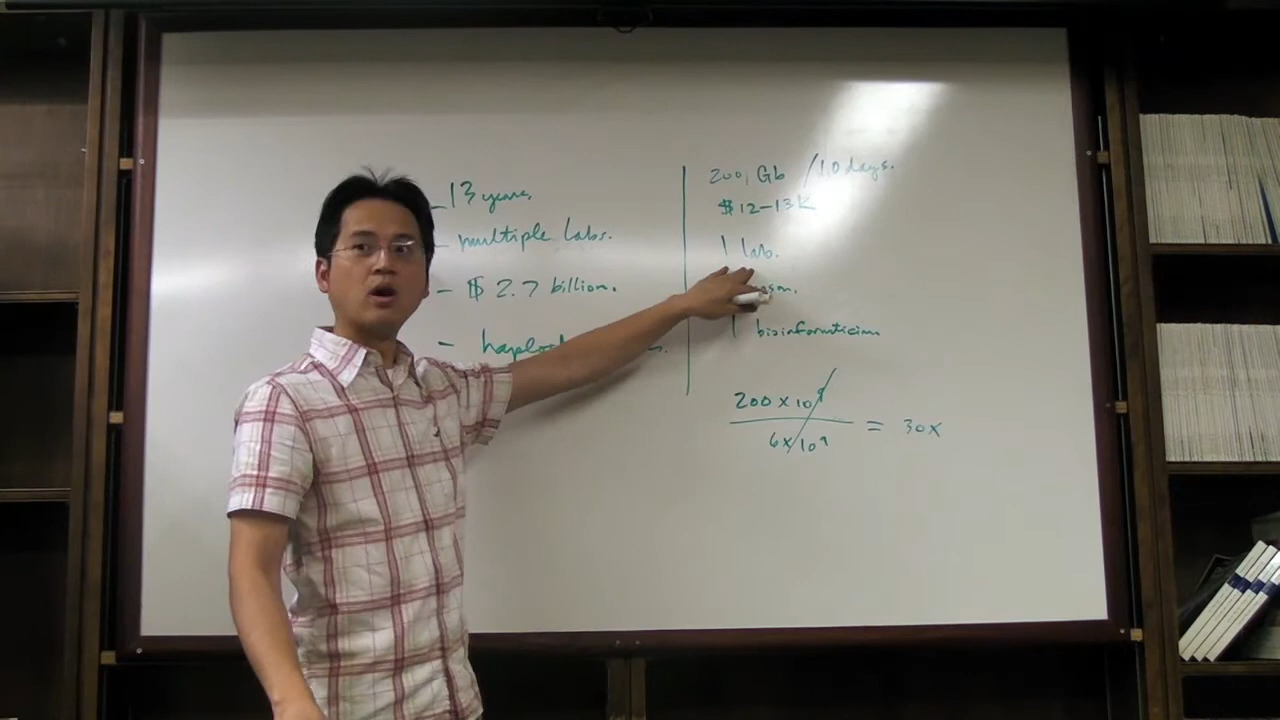 - 13 years.
- multiple labs.
- $ 2.7 billion.
-
200 Gb / 10 days.
$12-13K
1 lab.
1 bioinformatician
200 x 10⁹
6 x 10⁹
= 30x